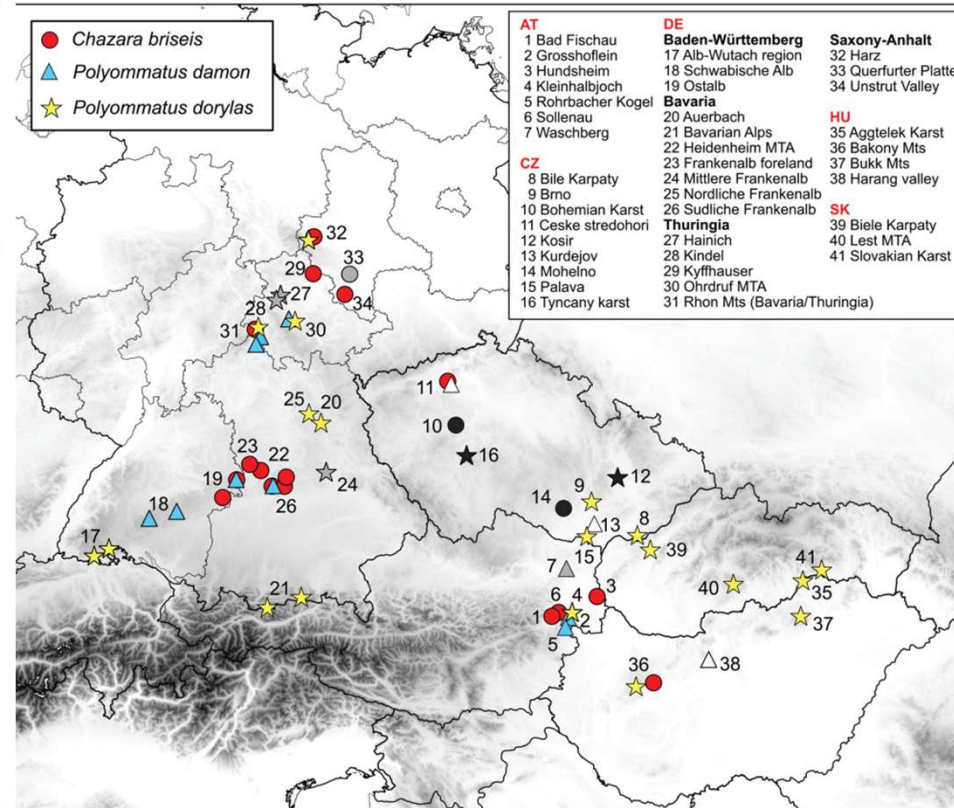 Chazara briseis
Polyommatus damon
Polyommatus dorylas
AT
1 Bad Fischau
2 Grosshoflein
3 Hundsheim
4 Kleinhalbjoch
5 Rohrbacher Kogel
6 Sollenau
7 Waschberg
CZ
8 Bile Karpaty
9 Brno
10 Bohemian Karst
11 Ceske stredohori
12 Kosir
13 Kurdejov
14 Mohelno
15 Palava
16 Tyncany karst
DE
Baden-Württemberg
17 Alb-Wutach region
18 Schwabische Alb
19 Ostalb
Bavaria
20 Auerbach
21 Bavarian Alps
22 Heidenheim MTA
23 Frankenalb foreland
24 Mittlere Frankenalb
25 Nordliche Frankenalb
26 Sudliche Frankenalb
Thuringia
27 Hainich
28 Kindel
29 Kyffhauser
30 Ohrdruf MTA
31 Rhon Mts (Bavaria/Thuringia)
Saxony-Anhalt
32 Harz
33 Querfurter Platte
34 Unstrut Valley
HU
35 Aggtelek Karst
36 Bakony Mts
37 Bukk Mts
38 Harang valley
SK
39 Biele Karpaty
40 Lest MTA
41 Slovakian Karst
32
29
33
27
34
28
31
30
11
25
20
10
16
23
22
24
12
19
9
14
18
26
13
8
17
15
39
7
41
21
40
35
3
6
4
1
2
37
5
38
36